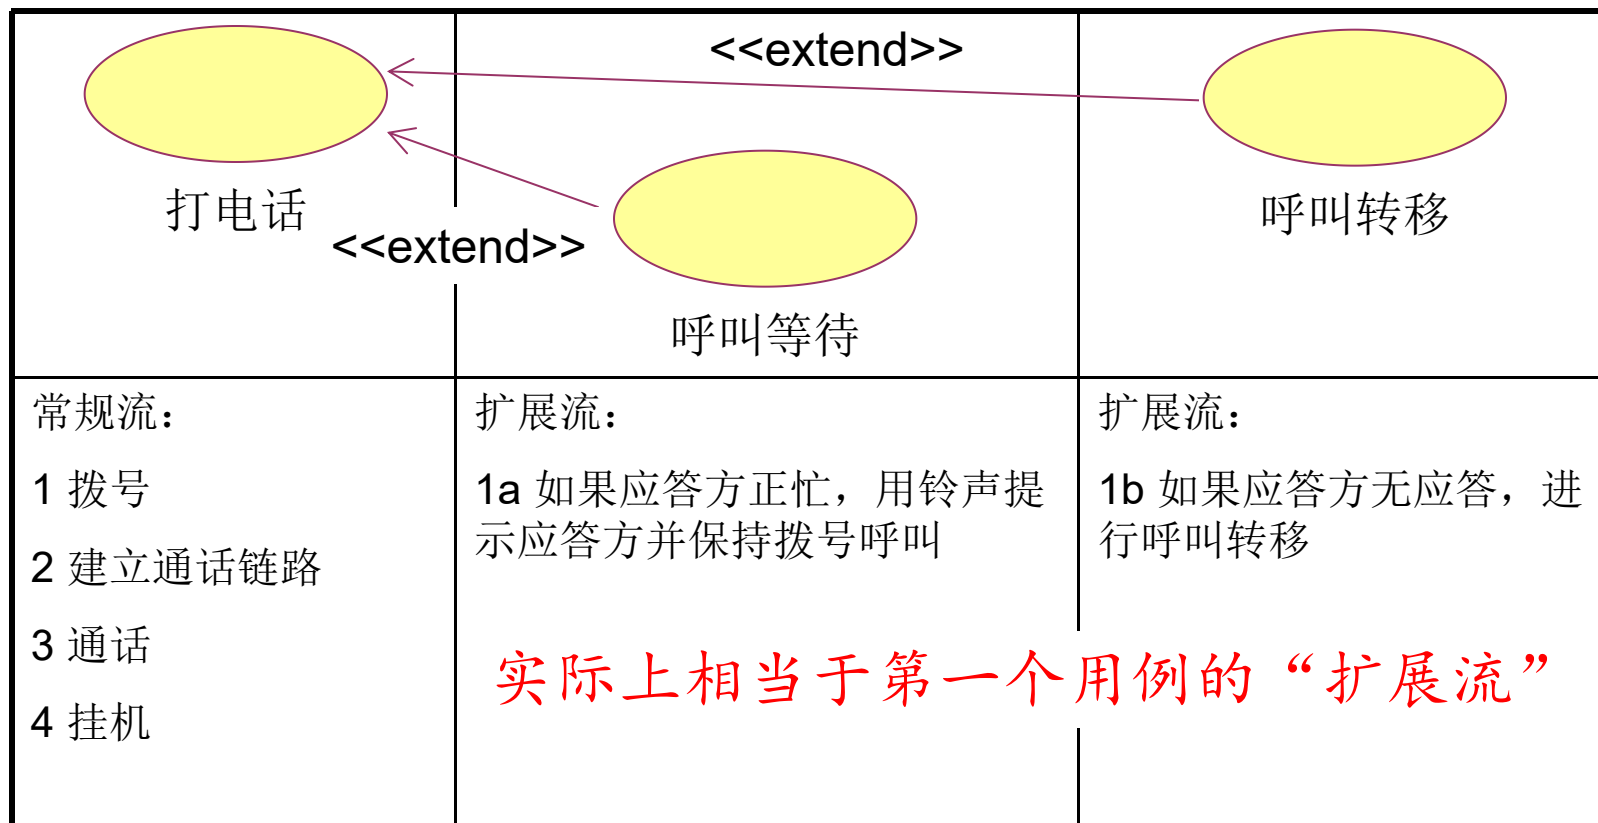 <<extend>>
打电话
<<extend>>
呼叫等待
呼叫转移
常规流：
1 拨号
2 建立通话链路
3 通话
4 挂机
扩展流：
1a 如果应答方正忙，用铃声提
示应答方并保持拨号呼叫
扩展流：
1b 如果应答方无应答，进
行呼叫转移
实际上相当于第一个用例的“扩展流”